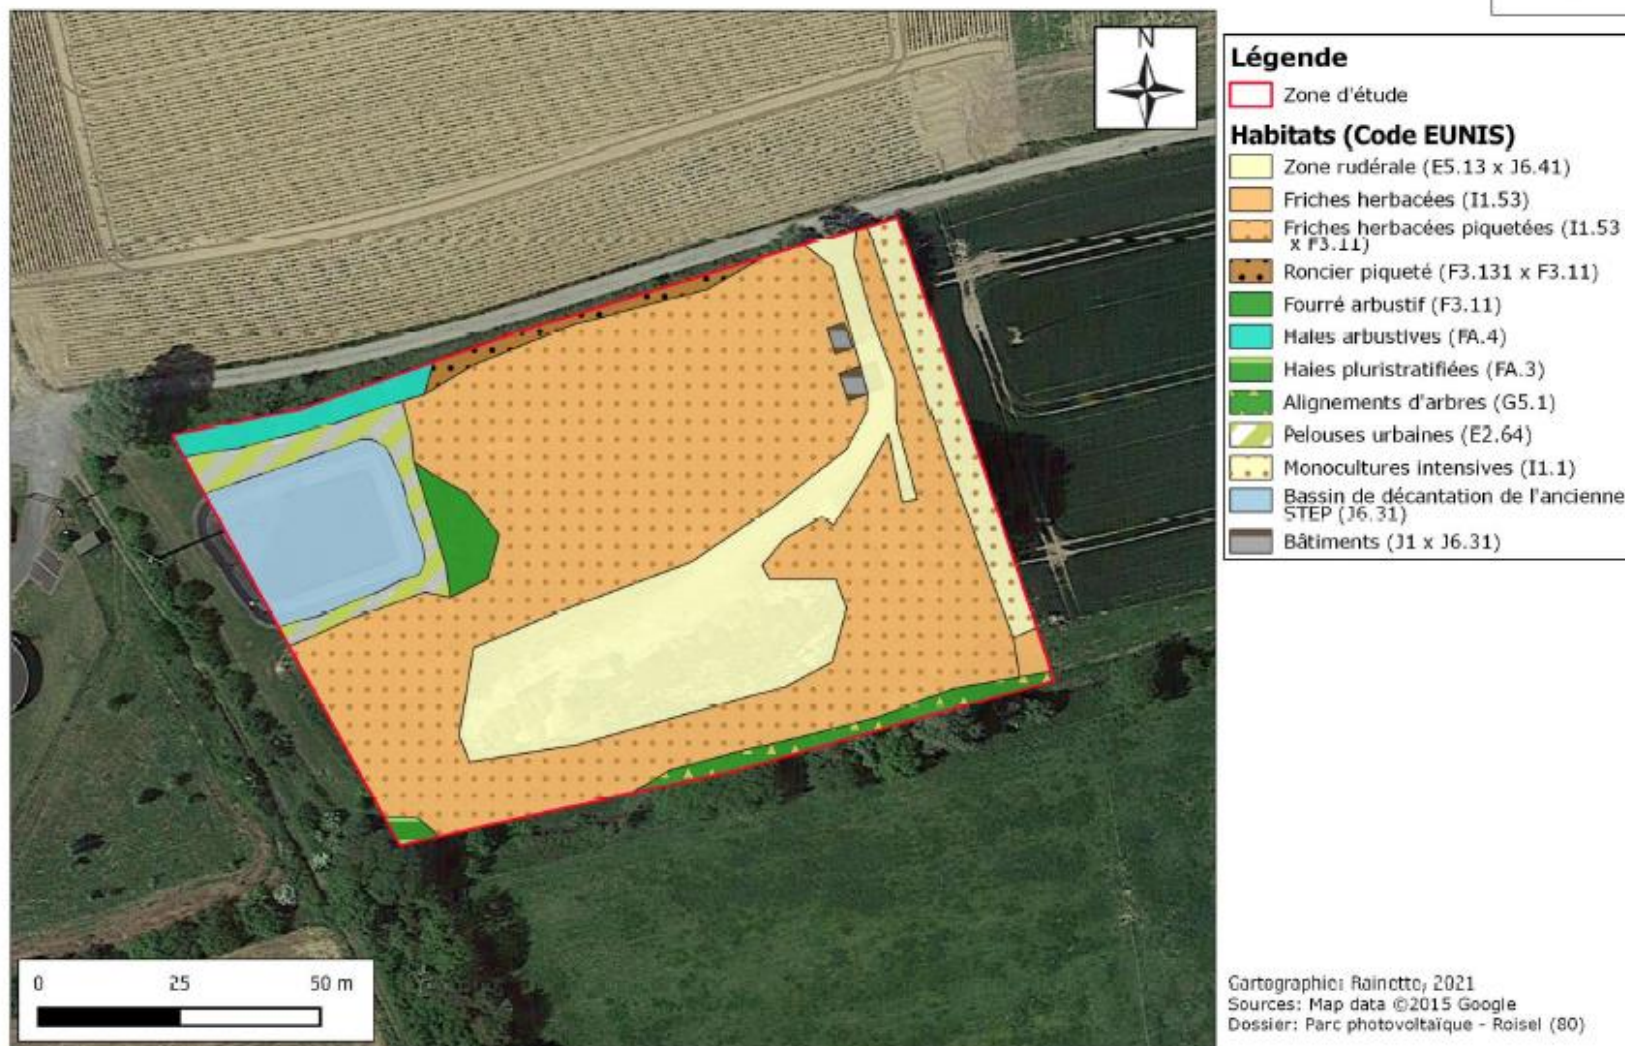 N
Légende
Zone d'étude
Habitats (Code EUNIS)
Zone rudérale (E5.13 x J6.41)
Friches herbacées (I1.53)
Friches herbacées piquetées (I1.53
x F3.11)
Roncier piqueté (F3.131 x F3.11)
Fourré arbustif (F3.11)
Haies arbustives (FA.4)
Haies pluristratifiées (FA.3)
Alignements d'arbres (G5.1)
Pelouses urbaines (E2.64)
Monocultures intensives (I1.1)
Bassin de décantation de l'ancienne
STEP (J6.31)
Bâtiments (J1 x J6.31)
0 25 50 m
Cartographie: Rainette, 2021
Sources: Map data ©2015 Google
Dossier: Parc photovoltaïque - Roisel (80)